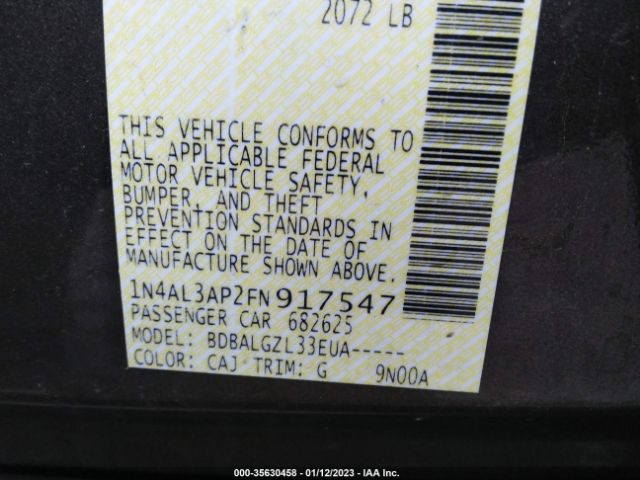 2072 LB
THIS VEHICLE CONFORMS TO
ALL APPLICABLE FEDERAL
MOTOR VEHICLE SAFETY,
BUMPER, AND THEFT
PREVENTION STANDARDS IN
EFFECT ON THE DATE OF
MANUFACTURE SHOWN ABOVE.
1N4AL3AP2FN917547
PASSENGER CAR 682625
MODEL: BDBALGZL33EUA-----
COLOR: CAJ TRIM: G 9N00A
000-35630458 - 01/12/2023 - IAA Inc.